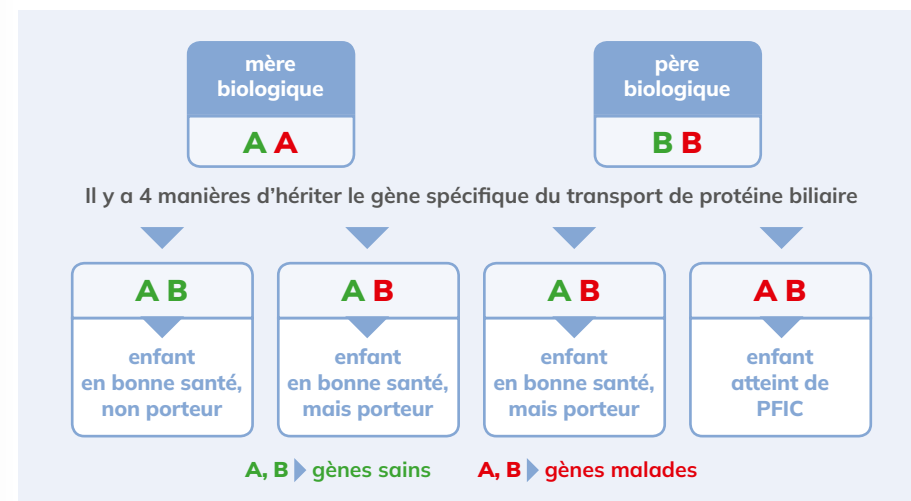 mère
biologique
A A
père
biologique
B B
Il y a 4 manières d'hériter le gène spécifique du transport de protéine biliaire
A B
enfant
en bonne santé,
non porteur
A B
enfant
en bonne santé,
mais porteur
A B
enfant
en bonne santé,
mais porteur
A B
enfant
atteint de
PFIC
A, B gènes sains
A, B gènes malades